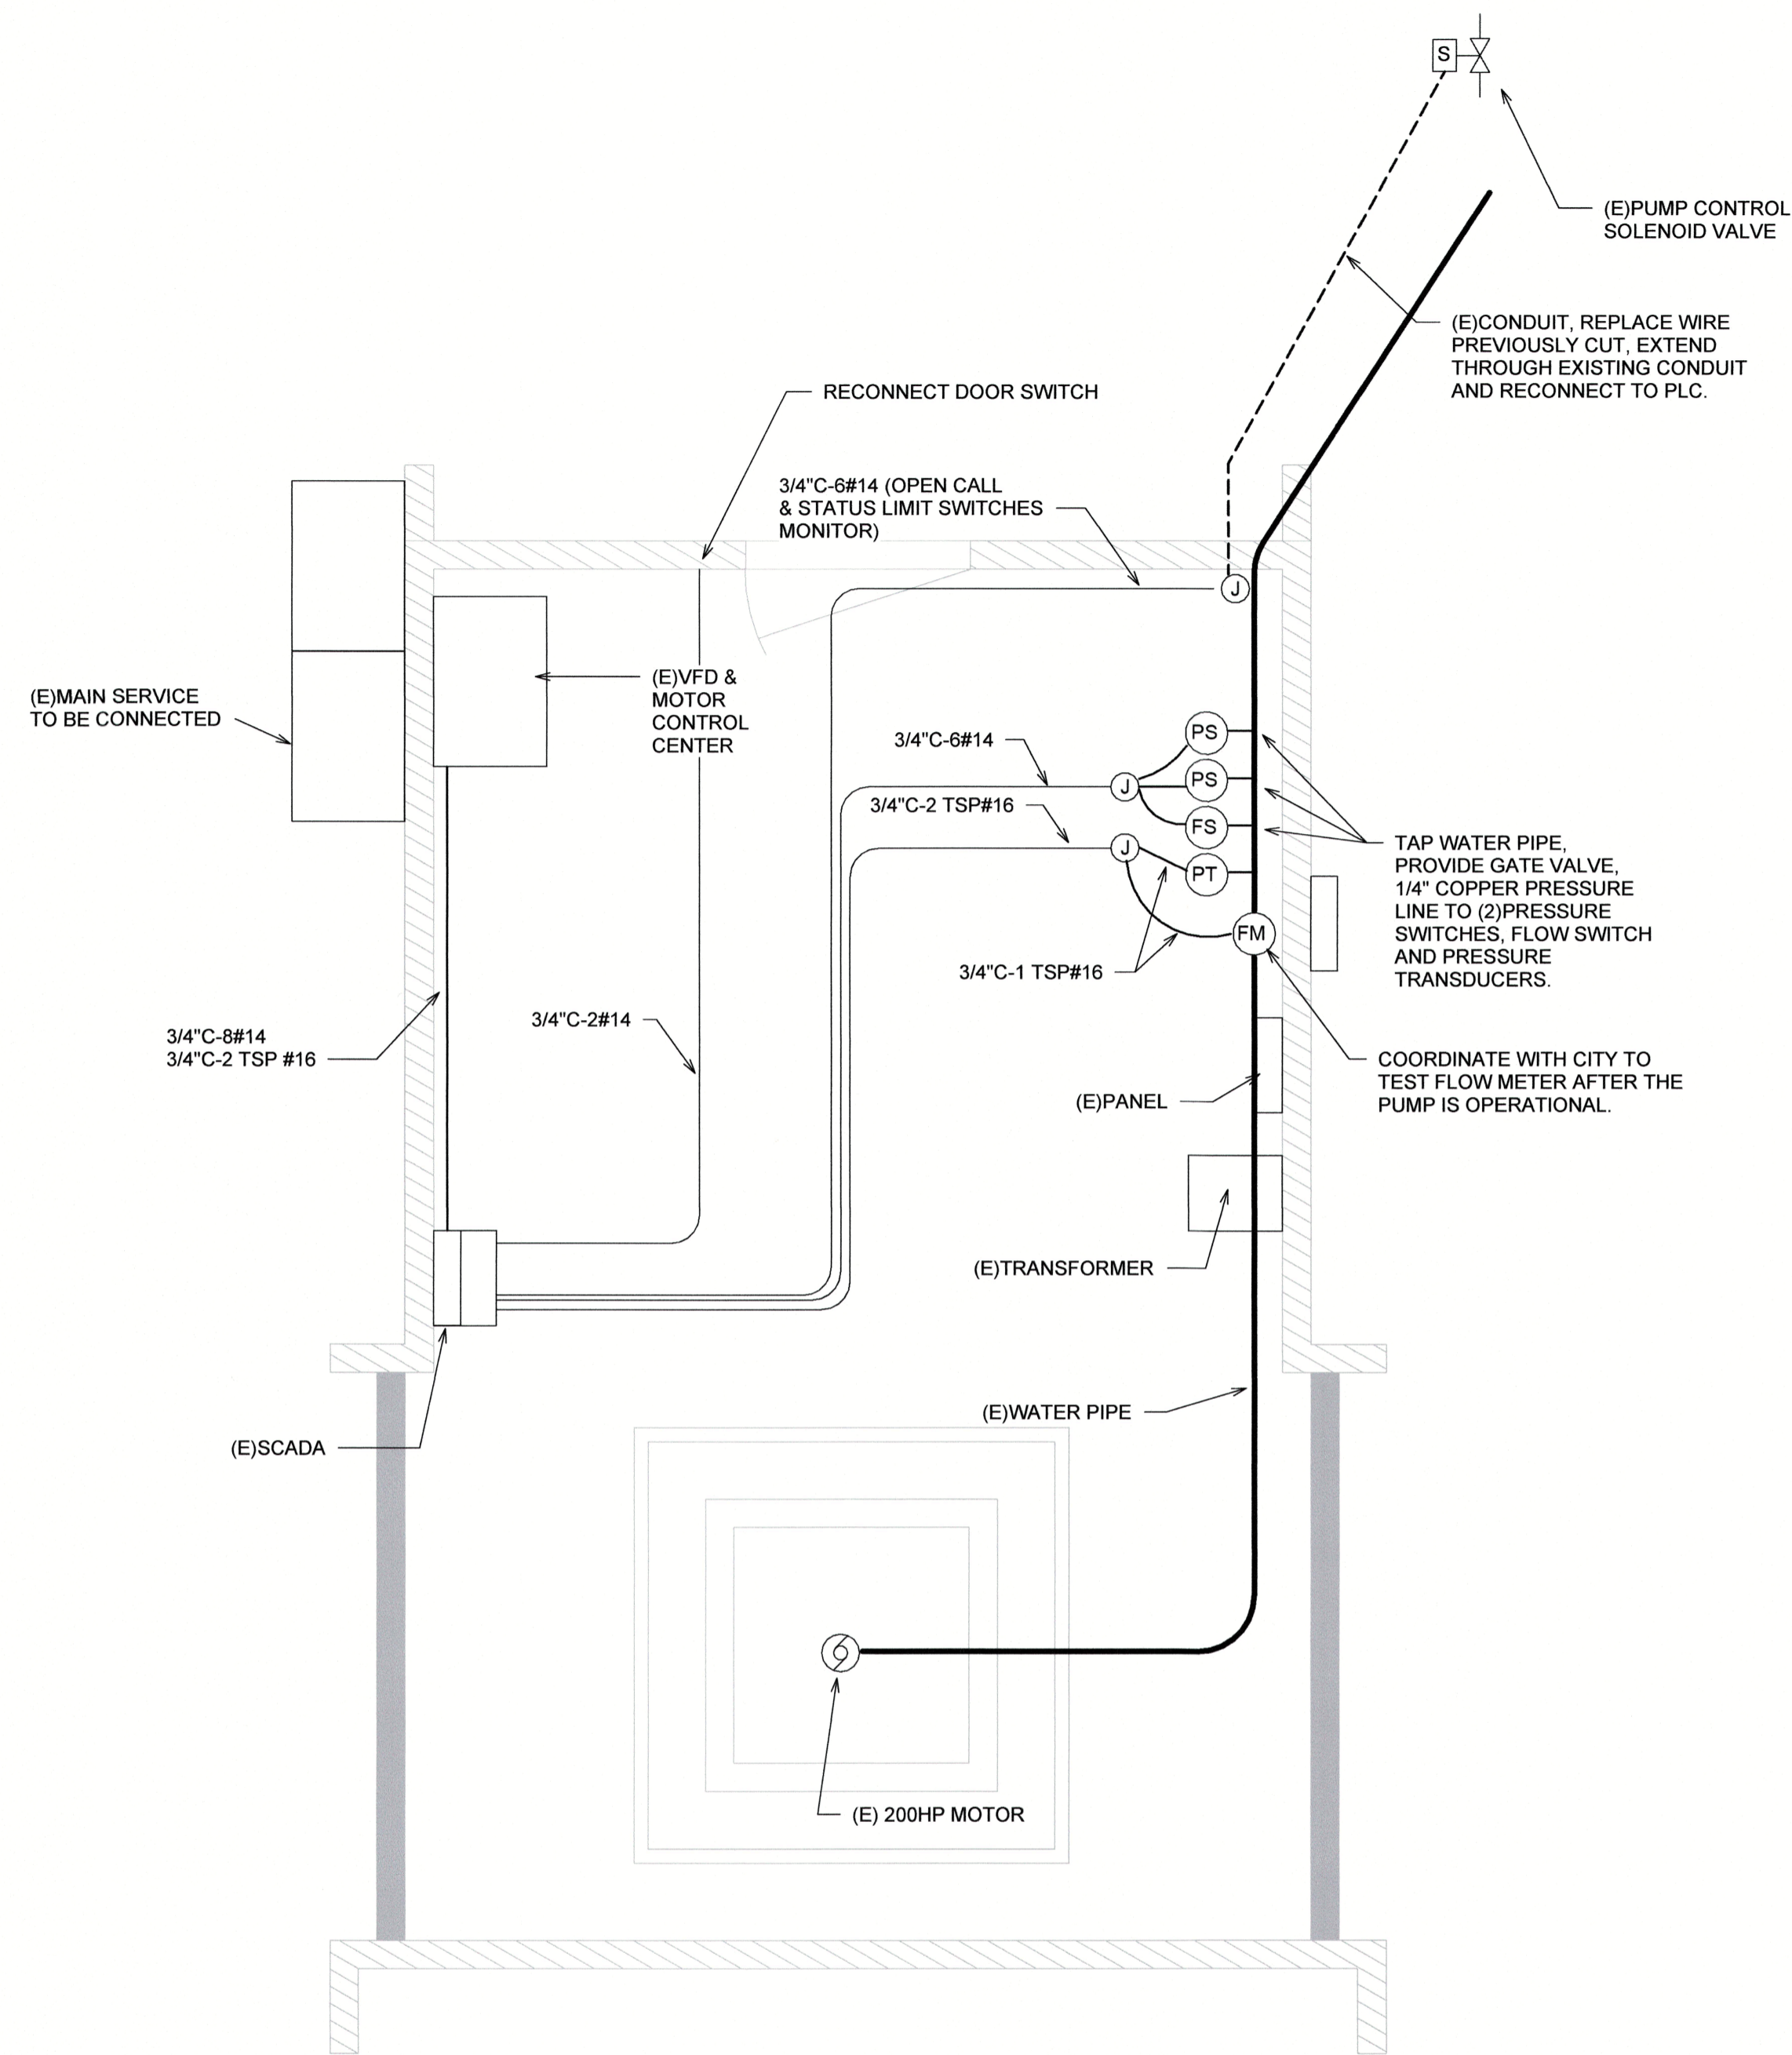 S
(E)PUMP CONTROL
SOLENOID VALVE
(E)CONDUIT, REPLACE WIRE
PREVIOUSLY CUT, EXTEND
THROUGH EXISTING CONDUIT
AND RECONNECT TO PLC.
RECONNECT DOOR SWITCH
3/4"C-6#14 (OPEN CALL
& STATUS LIMIT SWITCHES
MONITOR)
J
(E)MAIN SERVICE
TO BE CONNECTED
(E)VFD &
MOTOR
CONTROL
CENTER
3/4"C-6#14
3/4"C-2 TSP#16
J
J
PS
PS
FS
PT
FM
TAP WATER PIPE,
PROVIDE GATE VALVE,
1/4" COPPER PRESSURE
LINE TO (2)PRESSURE
SWITCHES, FLOW SWITCH
AND PRESSURE
TRANSDUCERS.
3/4"C-1 TSP#16
3/4"C-8#14
3/4"C-2 TSP #16
3/4"C-2#14
COORDINATE WITH CITY TO
TEST FLOW METER AFTER THE
PUMP IS OPERATIONAL.
(E)PANEL
(E)TRANSFORMER
(E)WATER PIPE
(E)SCADA
(E) 200HP MOTOR